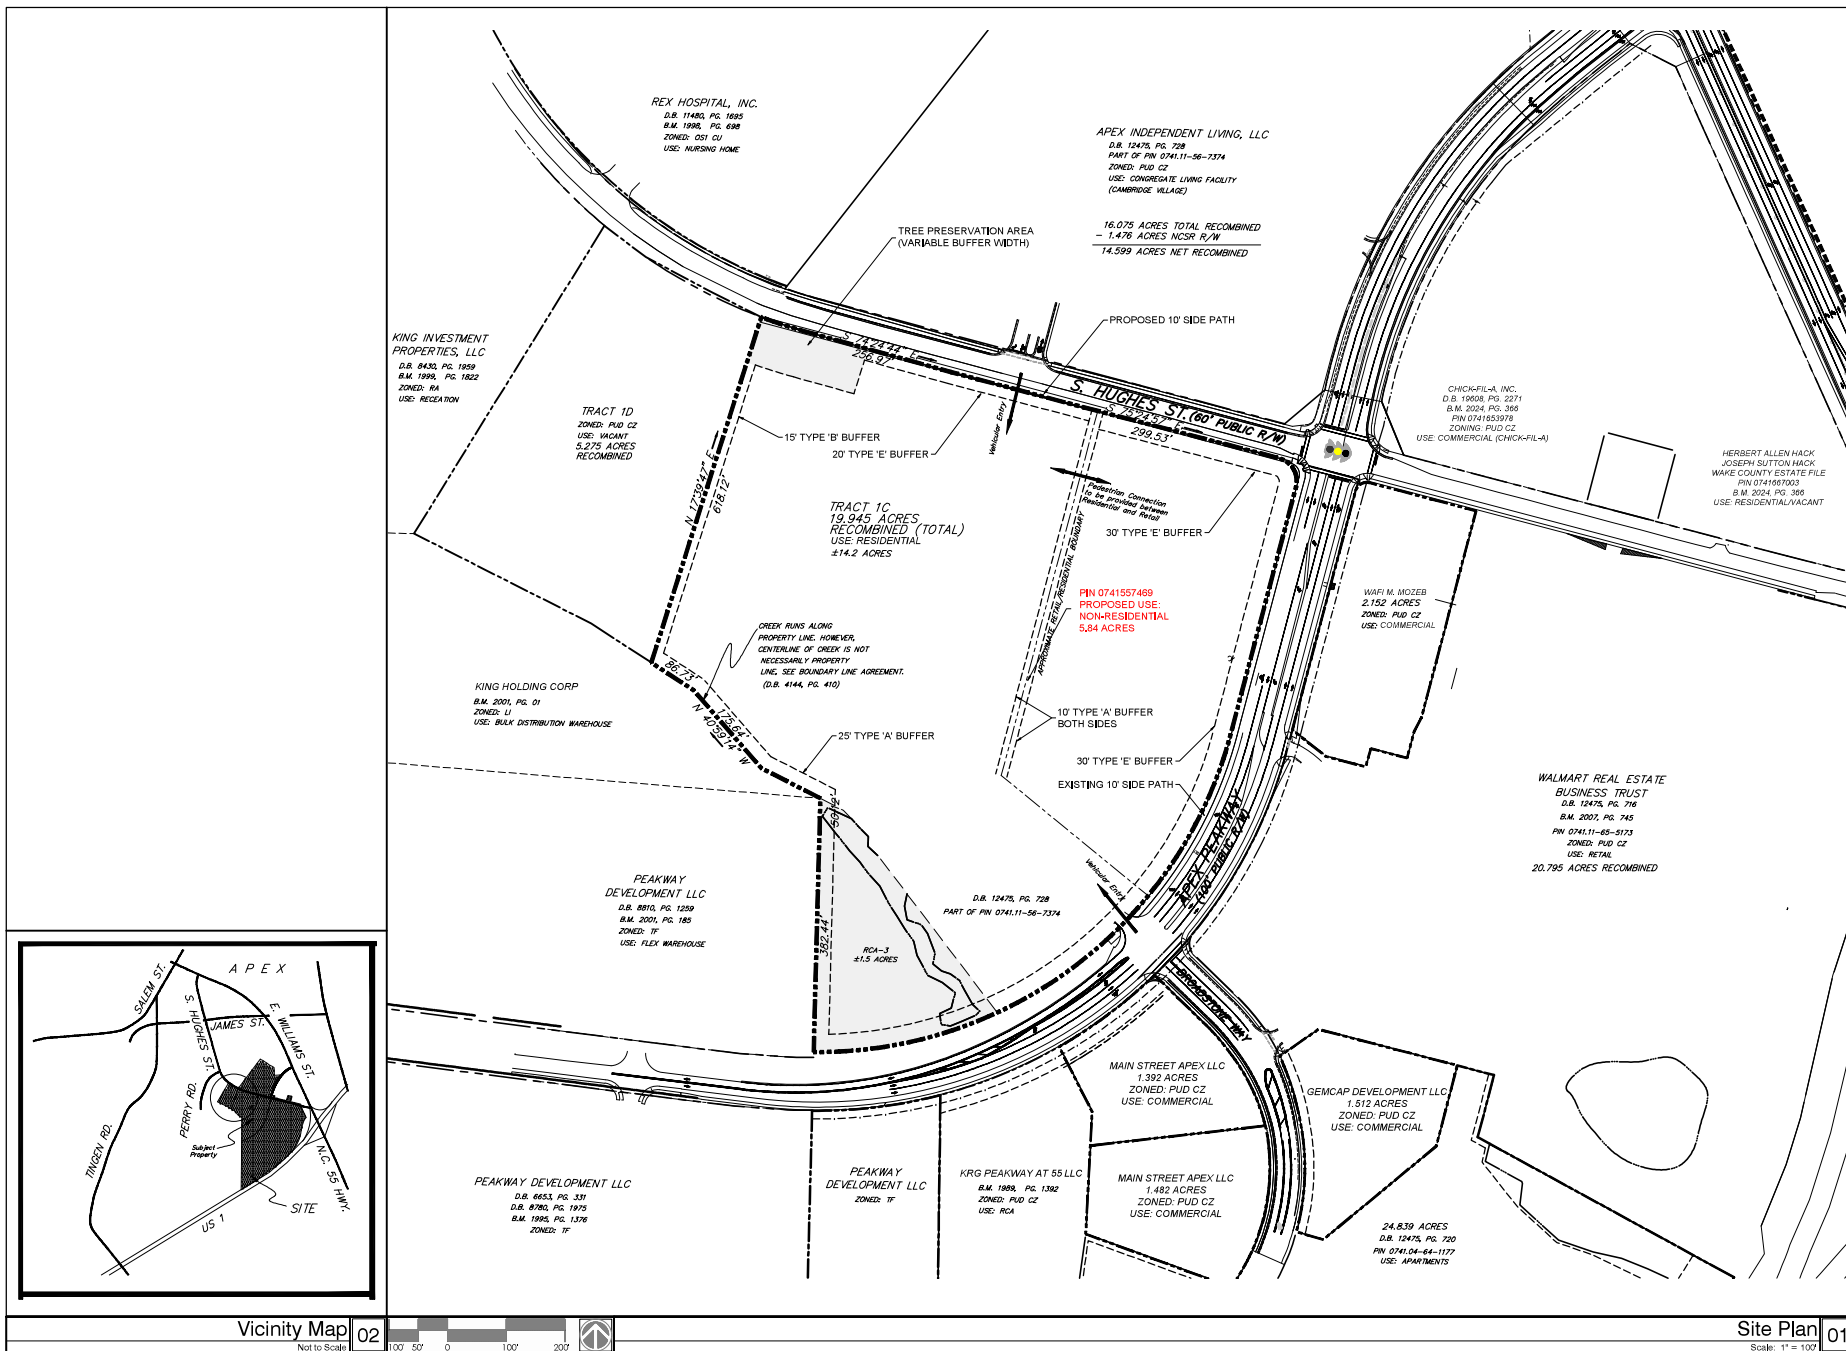 REX HOSPITAL, INC.
D.B. 11480, PG. 1695
B.M. 1998, PG. 698
ZONED: OSI CU
USE: NURSING HOME
APEX INDEPENDENT LIVING, LLC
D.B. 12475, PG. 728
PART OF PIN 0741.11-56-7374
ZONED: PUD CZ
USE: CONGREGATE LIVING FACILITY
(CAMBRIDGE VILLAGE)
16.075 ACRES TOTAL RECOMBINED
- 1.476 ACRES NCSR R/W
14.599 ACRES NET RECOMBINED
TREE PRESERVATION AREA
(VARIABLE BUFFER WIDTH)
PROPOSED 10' SIDE PATH
KING INVESTMENT
PROPERTIES, LLC
D.B. 8430, PG. 1959
B.M. 1999, PG. 1822
ZONED: RA
USE: RECEATION
TRACT 1D
ZONED: PUD CZ
USE: VACANT
5.275 ACRES
RECOMBINED
S 74°24'44" E
256.97'
S. HUGHES ST. (60' PUBLIC R/W)
S 75°24'57" E
299.53'
Vehicular Entry
15' TYPE 'B' BUFFER
20' TYPE 'E' BUFFER
N 17°39'47" E
618.12'
CHICK-FIL-A, INC.
D.B. 19608, PG. 2271
B.M. 2024, PG. 366
PIN 0741653978
ZONING: PUD CZ
USE: COMMERCIAL (CHICK-FIL-A)
HERBERT ALLEN HACK
JOSEPH SUTTON HACK
WAKE COUNTY ESTATE FILE
PIN 0741667003
B.M. 2024, PG. 366
USE: RESIDENTIAL/VACANT
Pedestrian Connection
to be provided between
Residential and Retail
30' TYPE 'E' BUFFER
TRACT 1C
19.945 ACRES
RECOMBINED (TOTAL)
USE: RESIDENTIAL
±14.2 ACRES
APPROXIMATE RETAIL/RESIDENTIAL BOUNDARY
PIN 0741557469
PROPOSED USE:
NON-RESIDENTIAL
5.84 ACRES
WAFI M. MOZEB
2.152 ACRES
ZONED: PUD CZ
USE: COMMERCIAL
CREEK RUNS ALONG
PROPERTY LINE. HOWEVER,
CENTERLINE OF CREEK IS NOT
NECESSARILY PROPERTY
LINE, SEE BOUNDARY LINE AGREEMENT.
(D.B. 4144, PG. 410)
86.73'
175.64'
N 40°59'14" W
KING HOLDING CORP
B.M. 2001, PG. 01
ZONED: LI
USE: BULK DISTRIBUTION WAREHOUSE
25' TYPE 'A' BUFFER
10' TYPE 'A' BUFFER
BOTH SIDES
30' TYPE 'E' BUFFER
EXISTING 10' SIDE PATH
APEX PEAKWAY
(100' PUBLIC R/W)
WALMART REAL ESTATE
BUSINESS TRUST
D.B. 12475, PG. 716
B.M. 2007, PG. 745
PIN 0741.11-65-5173
ZONED: PUD CZ
USE: RETAIL
20.795 ACRES RECOMBINED
382.44'
PEAKWAY
DEVELOPMENT LLC
D.B. 8810, PG. 1259
B.M. 2001, PG. 185
ZONED: TF
USE: FLEX WAREHOUSE
RCA-3
±1.5 ACRES
D.B. 12475, PG. 728
PART OF PIN 0741.11-56-7374
Vehicular Entry
BROADSTONE WAY
MAIN STREET APEX LLC
1.392 ACRES
ZONED: PUD CZ
USE: COMMERCIAL
GEMCAP DEVELOPMENT LLC
1.512 ACRES
ZONED: PUD CZ
USE: COMMERCIAL
PEAKWAY DEVELOPMENT LLC
D.B. 6653, PG. 331
D.B. 8780, PG. 1975
B.M. 1995, PG. 1376
ZONED: TF
PEAKWAY
DEVELOPMENT LLC
ZONED: TF
KRG PEAKWAY AT 55 LLC
B.M. 1989, PG. 1392
ZONED: PUD CZ
USE: RCA
MAIN STREET APEX LLC
1.482 ACRES
ZONED: PUD CZ
USE: COMMERCIAL
24.839 ACRES
D.B. 12475, PG. 720
PIN 0741.04-64-1177
USE: APARTMENTS
APEX
SALEM ST.
S. HUGHES ST.
JAMES ST.
E. WILLIAMS ST.
PERRY RD.
TINGEN RD.
Subject
Property
N.C. 55 HWY.
SITE
US 1
Vicinity Map
Not to Scale
02
100' 50' 0 100' 200'
Site Plan
Scale: 1" = 100'
01